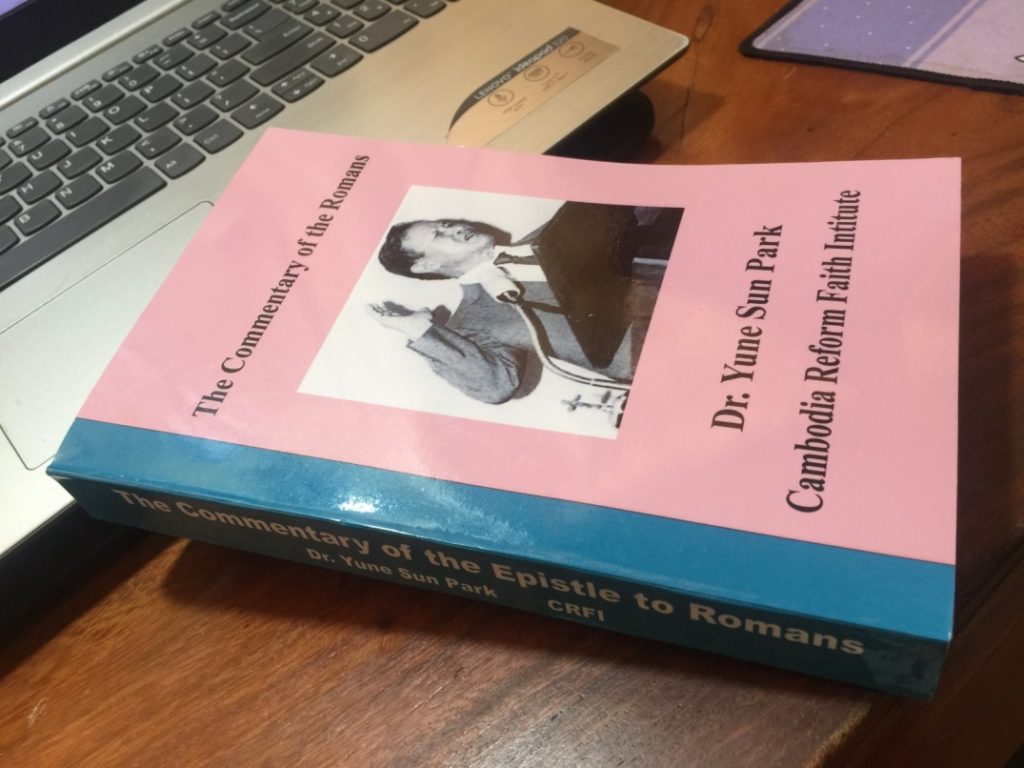 The Commentary of the Romans
Dr. Yune Sun Park
Cambodia Reform Faith Intitute
The Commentary of the Epistle to Romans
Dr. Yune Sun Park CRFI
LENOVO ideapad